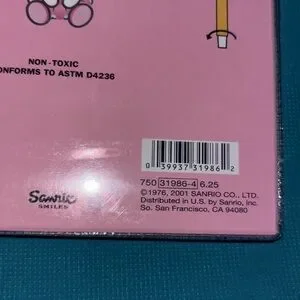 NON-TOXIC
ONFORMS TO ASTM D4236
0 39937 31986 2
750 31986-4 6.25
©1976, 2001 SANRIO CO., LTD.
Distributed in U.S. by Sanrio, Inc.
So. San Francisco, CA 94080
Sanrio
SMILES